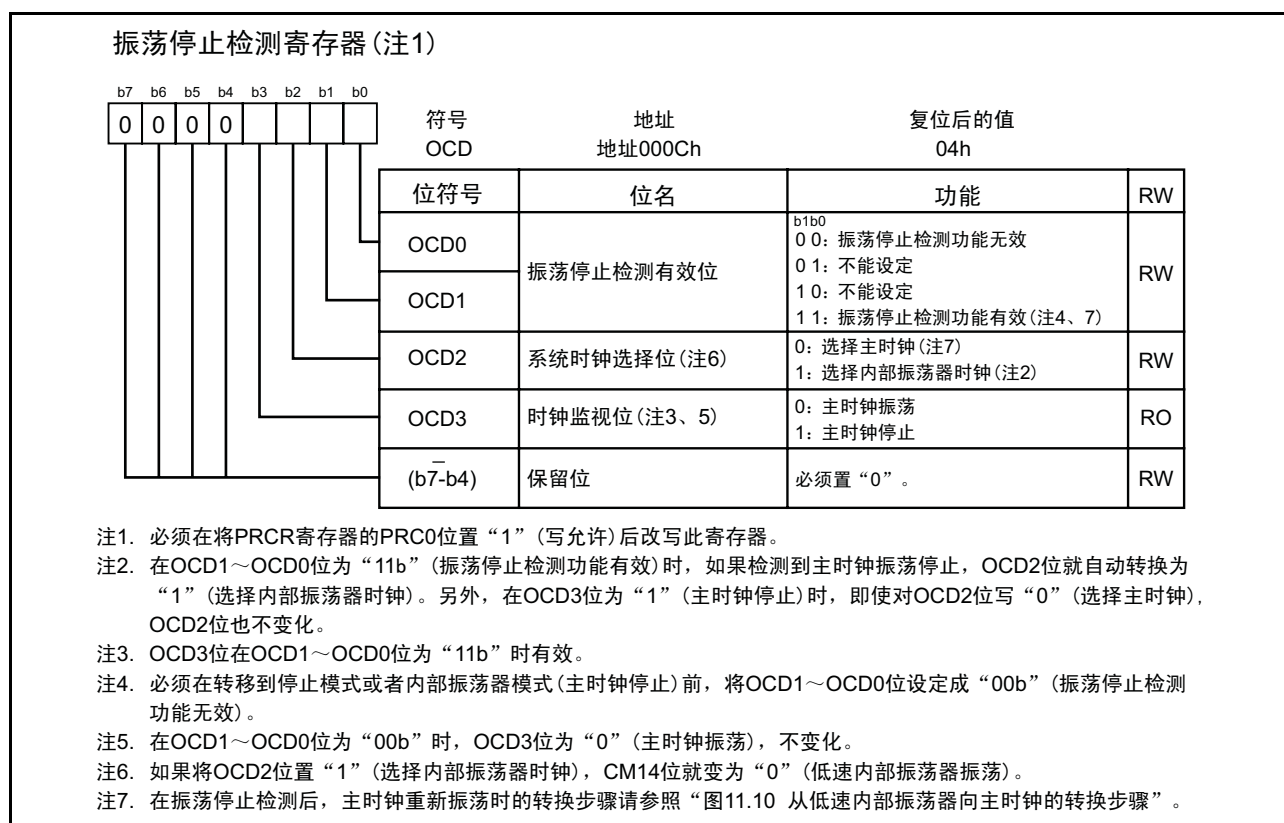 振荡停止检测寄存器(注1)
b7 b6 b5 b4 b3 b2 b1 b0
0 0 0 0
符号 地址 复位后的值
OCD 地址000Ch 04h
位符号 位名 功能 RW
OCD0
OCD1
振荡停止检测有效位
b1b0
0 0：振荡停止检测功能无效
0 1：不能设定
1 0：不能设定
1 1：振荡停止检测功能有效(注4、7)
RW
OCD2 系统时钟选择位(注6)
0：选择主时钟(注7)
1：选择内部振荡器时钟(注2)
RW
OCD3 时钟监视位(注3、5)
0：主时钟振荡
1：主时钟停止
RO
—
(b7-b4) 保留位 必须置“0”。 RW
注1. 必须在将PRCR寄存器的PRC0位置“1”(写允许)后改写此寄存器。
注2. 在OCD1～OCD0位为“11b”(振荡停止检测功能有效)时，如果检测到主时钟振荡停止，OCD2位就自动转换为
“1”(选择内部振荡器时钟)。另外，在OCD3位为“1”(主时钟停止)时，即使对OCD2位写“0”(选择主时钟)，
OCD2位也不变化。
注3. OCD3位在OCD1～OCD0位为“11b”时有效。
注4. 必须在转移到停止模式或者内部振荡器模式(主时钟停止)前，将OCD1～OCD0位设定成“00b”(振荡停止检测
功能无效)。
注5. 在OCD1～OCD0位为“00b”时，OCD3位为“0”(主时钟振荡)，不变化。
注6. 如果将OCD2位置“1”(选择内部振荡器时钟)，CM14位就变为“0”(低速内部振荡器振荡)。
注7. 在振荡停止检测后，主时钟重新振荡时的转换步骤请参照“图11.10 从低速内部振荡器向主时钟的转换步骤”。